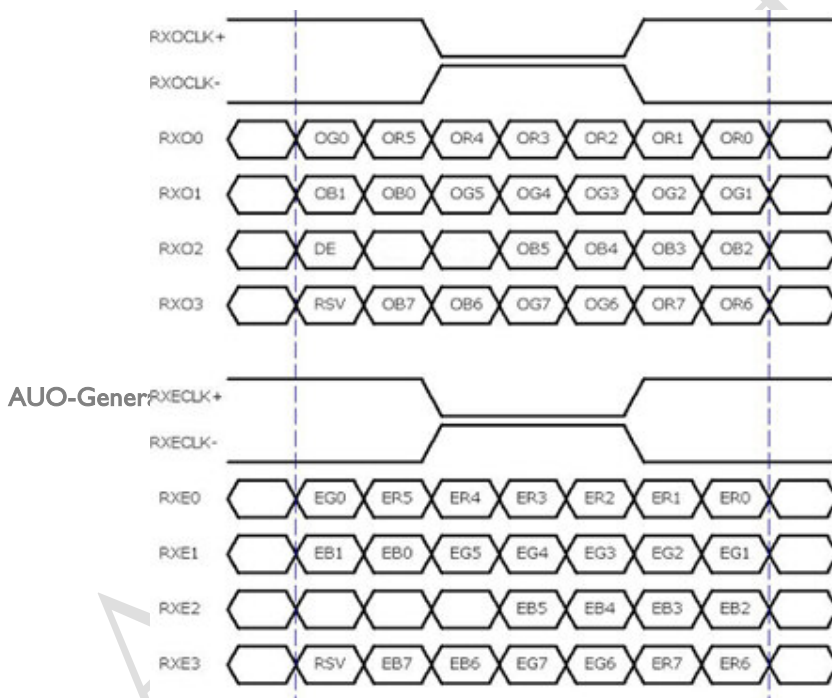 RXOCLK+
RXOCLK-
RXO0 OG0 OR5 OR4 OR3 OR2 OR1 OR0
RXO1 OB1 OB0 OG5 OG4 OG3 OG2 OG1
RXO2 DE OB5 OB4 OB3 OB2
RXO3 RSV OB7 OB6 OG7 OG6 OR7 OR6
AUO-Genera
RXECLK+
RXECLK-
RXE0 EG0 ER5 ER4 ER3 ER2 ER1 ER0
RXE1 EB1 EB0 EG5 EG4 EG3 EG2 EG1
RXE2 EB5 EB4 EB3 EB2
RXE3 RSV EB7 EB6 EG7 EG6 ER7 ER6